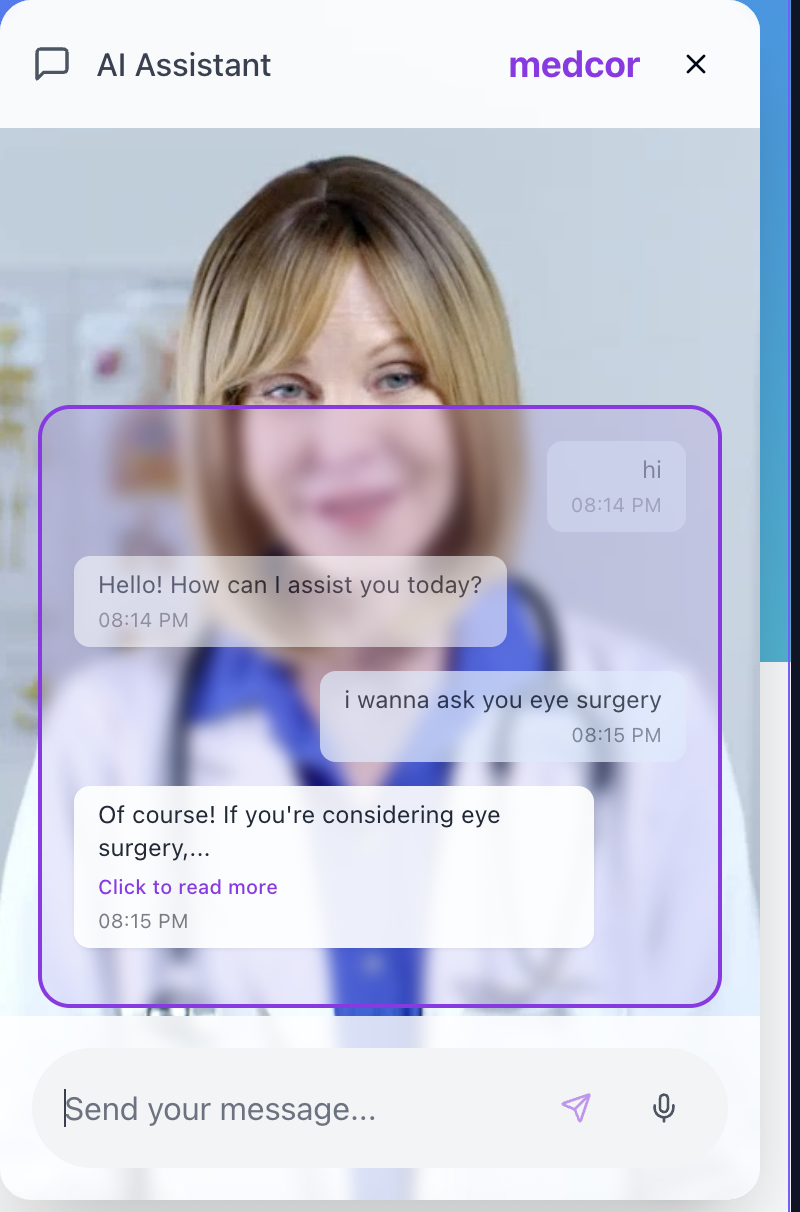 AI Assistant
medcor
hi
08:14 PM
Hello! How can I assist you today?
08:14 PM
i wanna ask you eye surgery
08:15 PM
Of course! If you're considering eye
surgery,...
Click to read more
08:15 PM
Send your message...